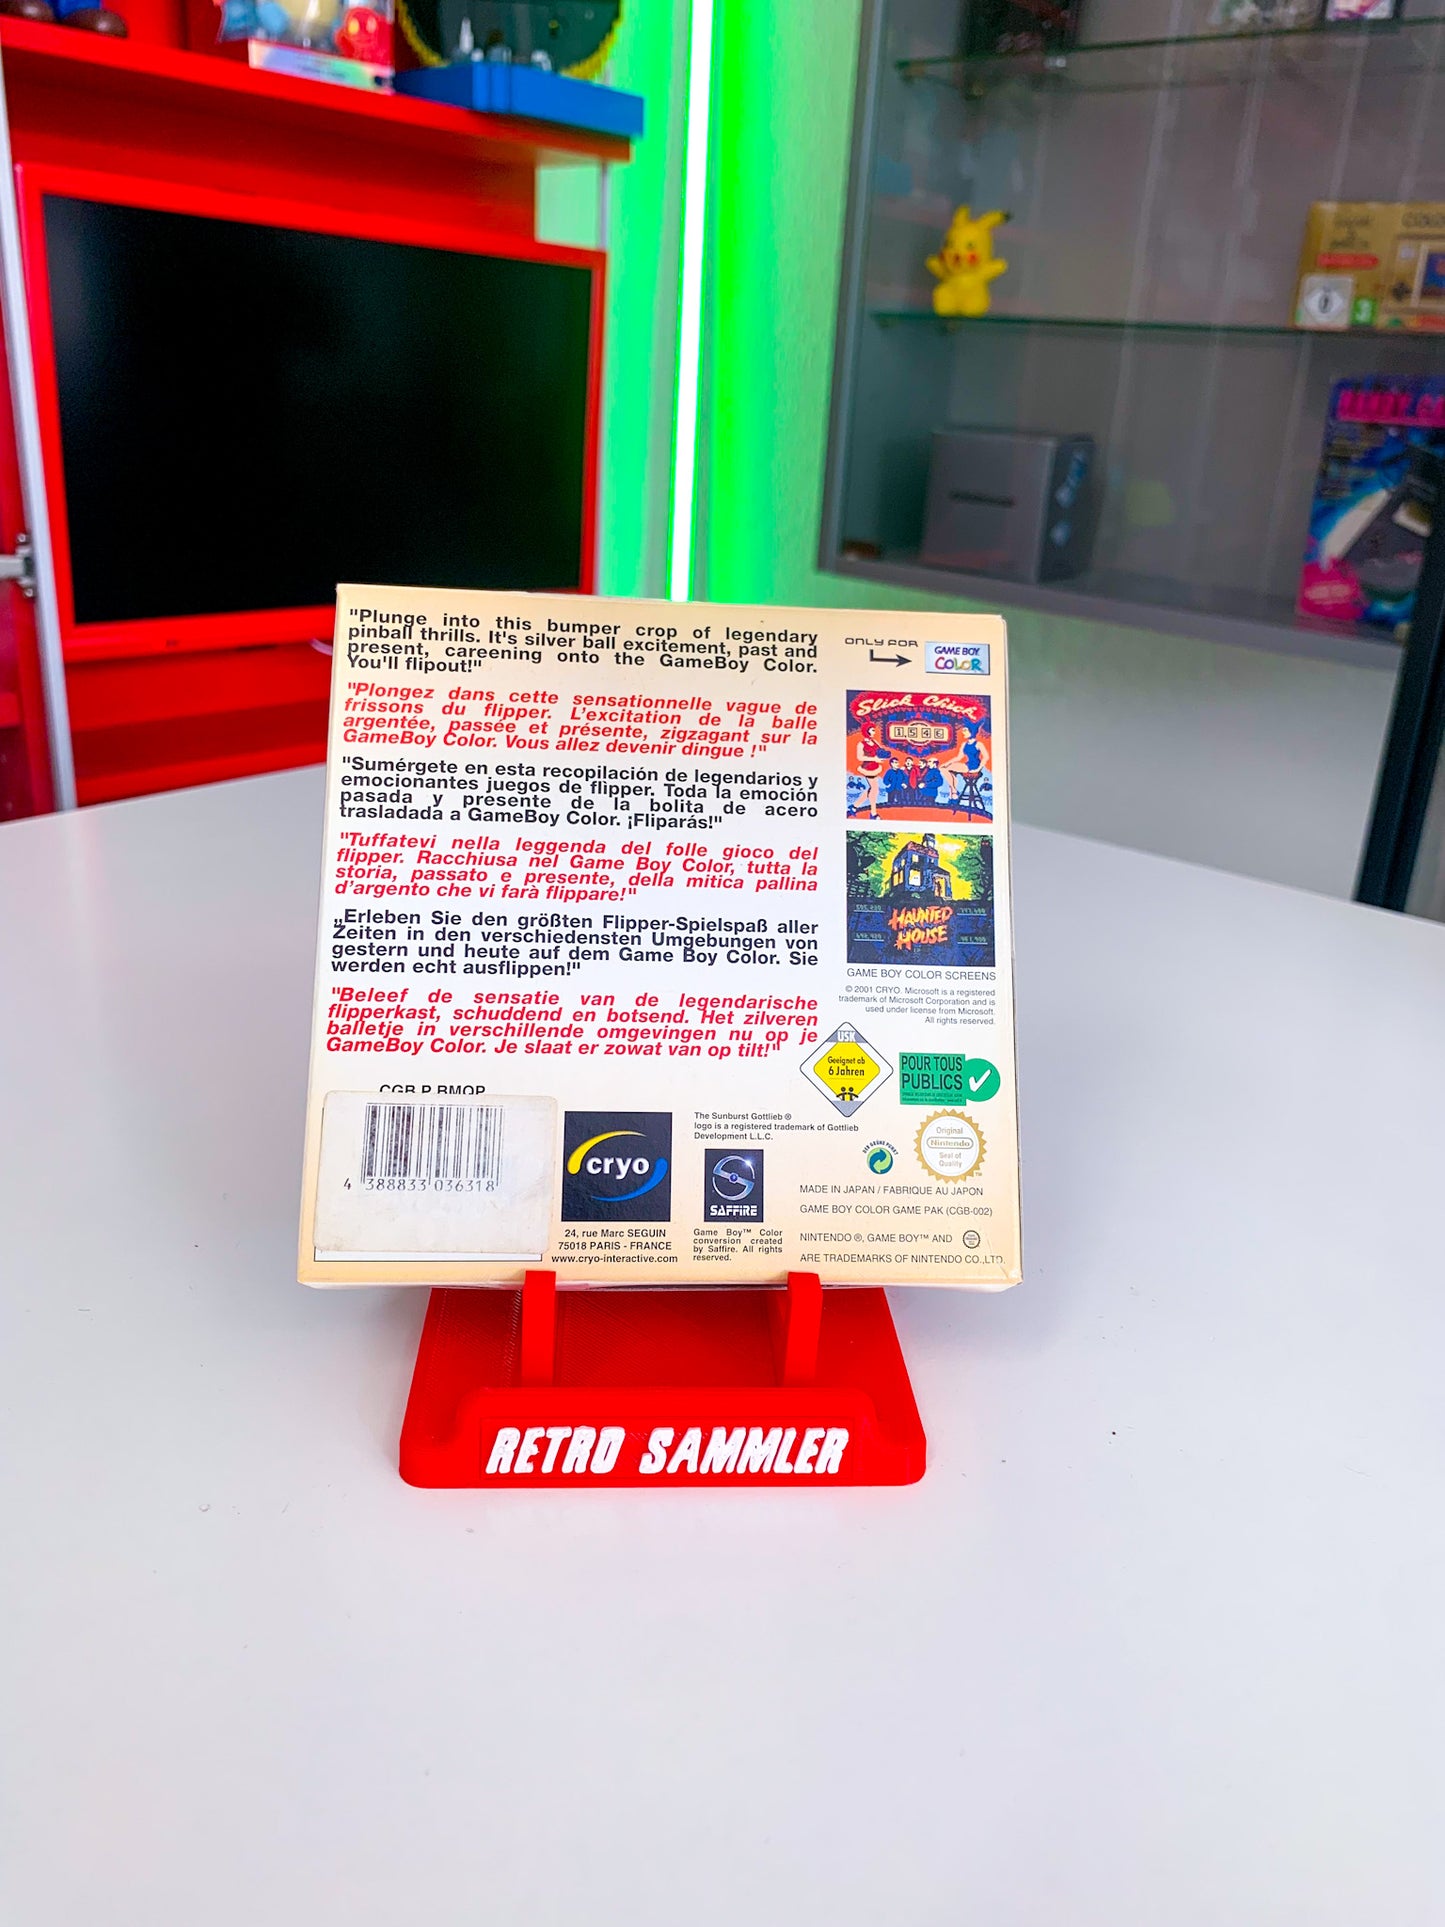 "Plunge into this bumper crop of legendary
pinball thrills. It's silver ball excitement, past and
present, careening onto the GameBoy Color.
You'll flipout!"
"Plongez dans cette sensationnelle vague de
frissons du flipper. L'excitation de la balle
argentée, passée et présente, zigzagant sur la
GameBoy Color. Vous allez devenir dingue !"
"Sumérgete en esta recopilación de legendarios y
emocionantes juegos de flipper. Toda la emoción
pasada y presente de la bolita de acero
trasladada a GameBoy Color. ¡Fliparás!"
"Tuffatevi nella leggenda del folle gioco del
flipper. Racchiusa nel Game Boy Color, tutta la
storia, passato e presente, della mitica pallina
d'argento che vi farà flippare!"
„Erleben Sie den größten Flipper-Spielspaß aller
Zeiten in den verschiedensten Umgebungen von
gestern und heute auf dem Game Boy Color. Sie
werden echt ausflippen!"
"Beleef de sensatie van de legendarische
flipperkast, schuddend en botsend. Het zilveren
balletje in verschillende omgevingen nu op je
GameBoy Color. Je slaat er zowat van op tilt!"
ONLY FOR
GAME BOY
COLOR
Slick Chick
1546
HAUNTED
HOUSE
GAME BOY COLOR SCREENS
© 2001 CRYO. Microsoft is a registered
trademark of Microsoft Corporation and is
used under license from Microsoft.
All rights reserved.
USK
Geeignet ab
6 Jahren
POUR TOUS
PUBLICS
CGB P BMQP
4 388833 036318
cryo
24, rue Marc SEGUIN
75018 PARIS - FRANCE
www.cryo-interactive.com
The Sunburst Gottlieb ®
logo is a registered trademark of Gottlieb
Development L.L.C.
SAFFIRE
Game Boy™ Color
conversion created
by Saffire. All rights
reserved.
DER GRÜNE PUNKT
Original
Nintendo
Seal of
Quality
TM
MADE IN JAPAN / FABRIQUE AU JAPON
GAME BOY COLOR GAME PAK (CGB-002)
NINTENDO ®, GAME BOY™ AND
ARE TRADEMARKS OF NINTENDO CO.,LTD.
RETRO SAMMLER